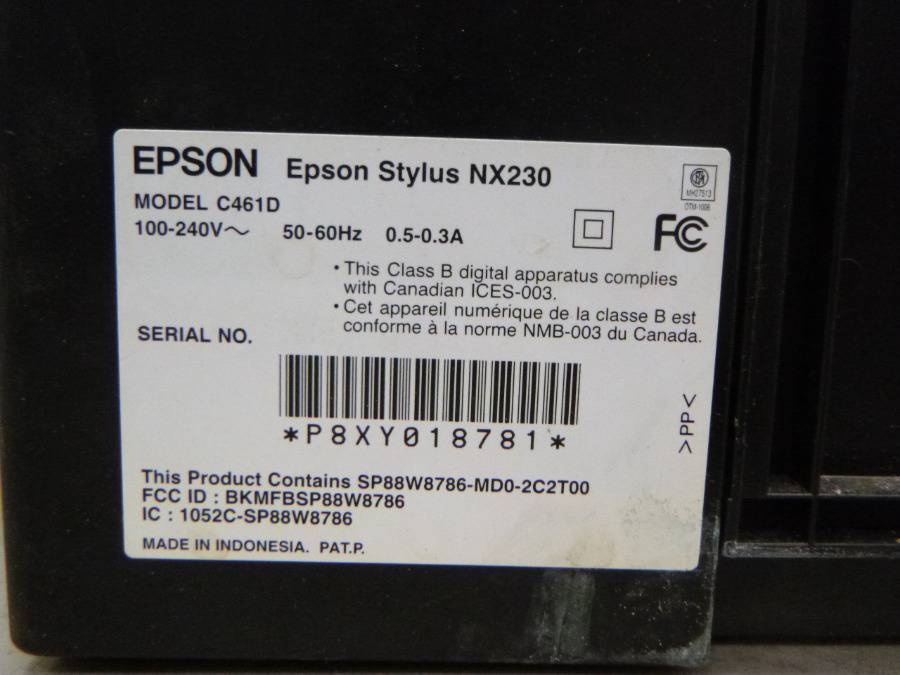 EPSON Epson Stylus NX230
MODEL C461D
100-240V～ 50-60Hz 0.5-0.3A
MH27513
OTM-1006
FC
• This Class B digital apparatus complies
with Canadian ICES-003.
• Cet appareil numérique de la classe B est
conforme à la norme NMB-003 du Canada.
SERIAL NO.
*P8XY018781*
>PP<
This Product Contains SP88W8786-MD0-2C2T00
FCC ID : BKMFBSP88W8786
IC : 1052C-SP88W8786
MADE IN INDONESIA. PAT.P.